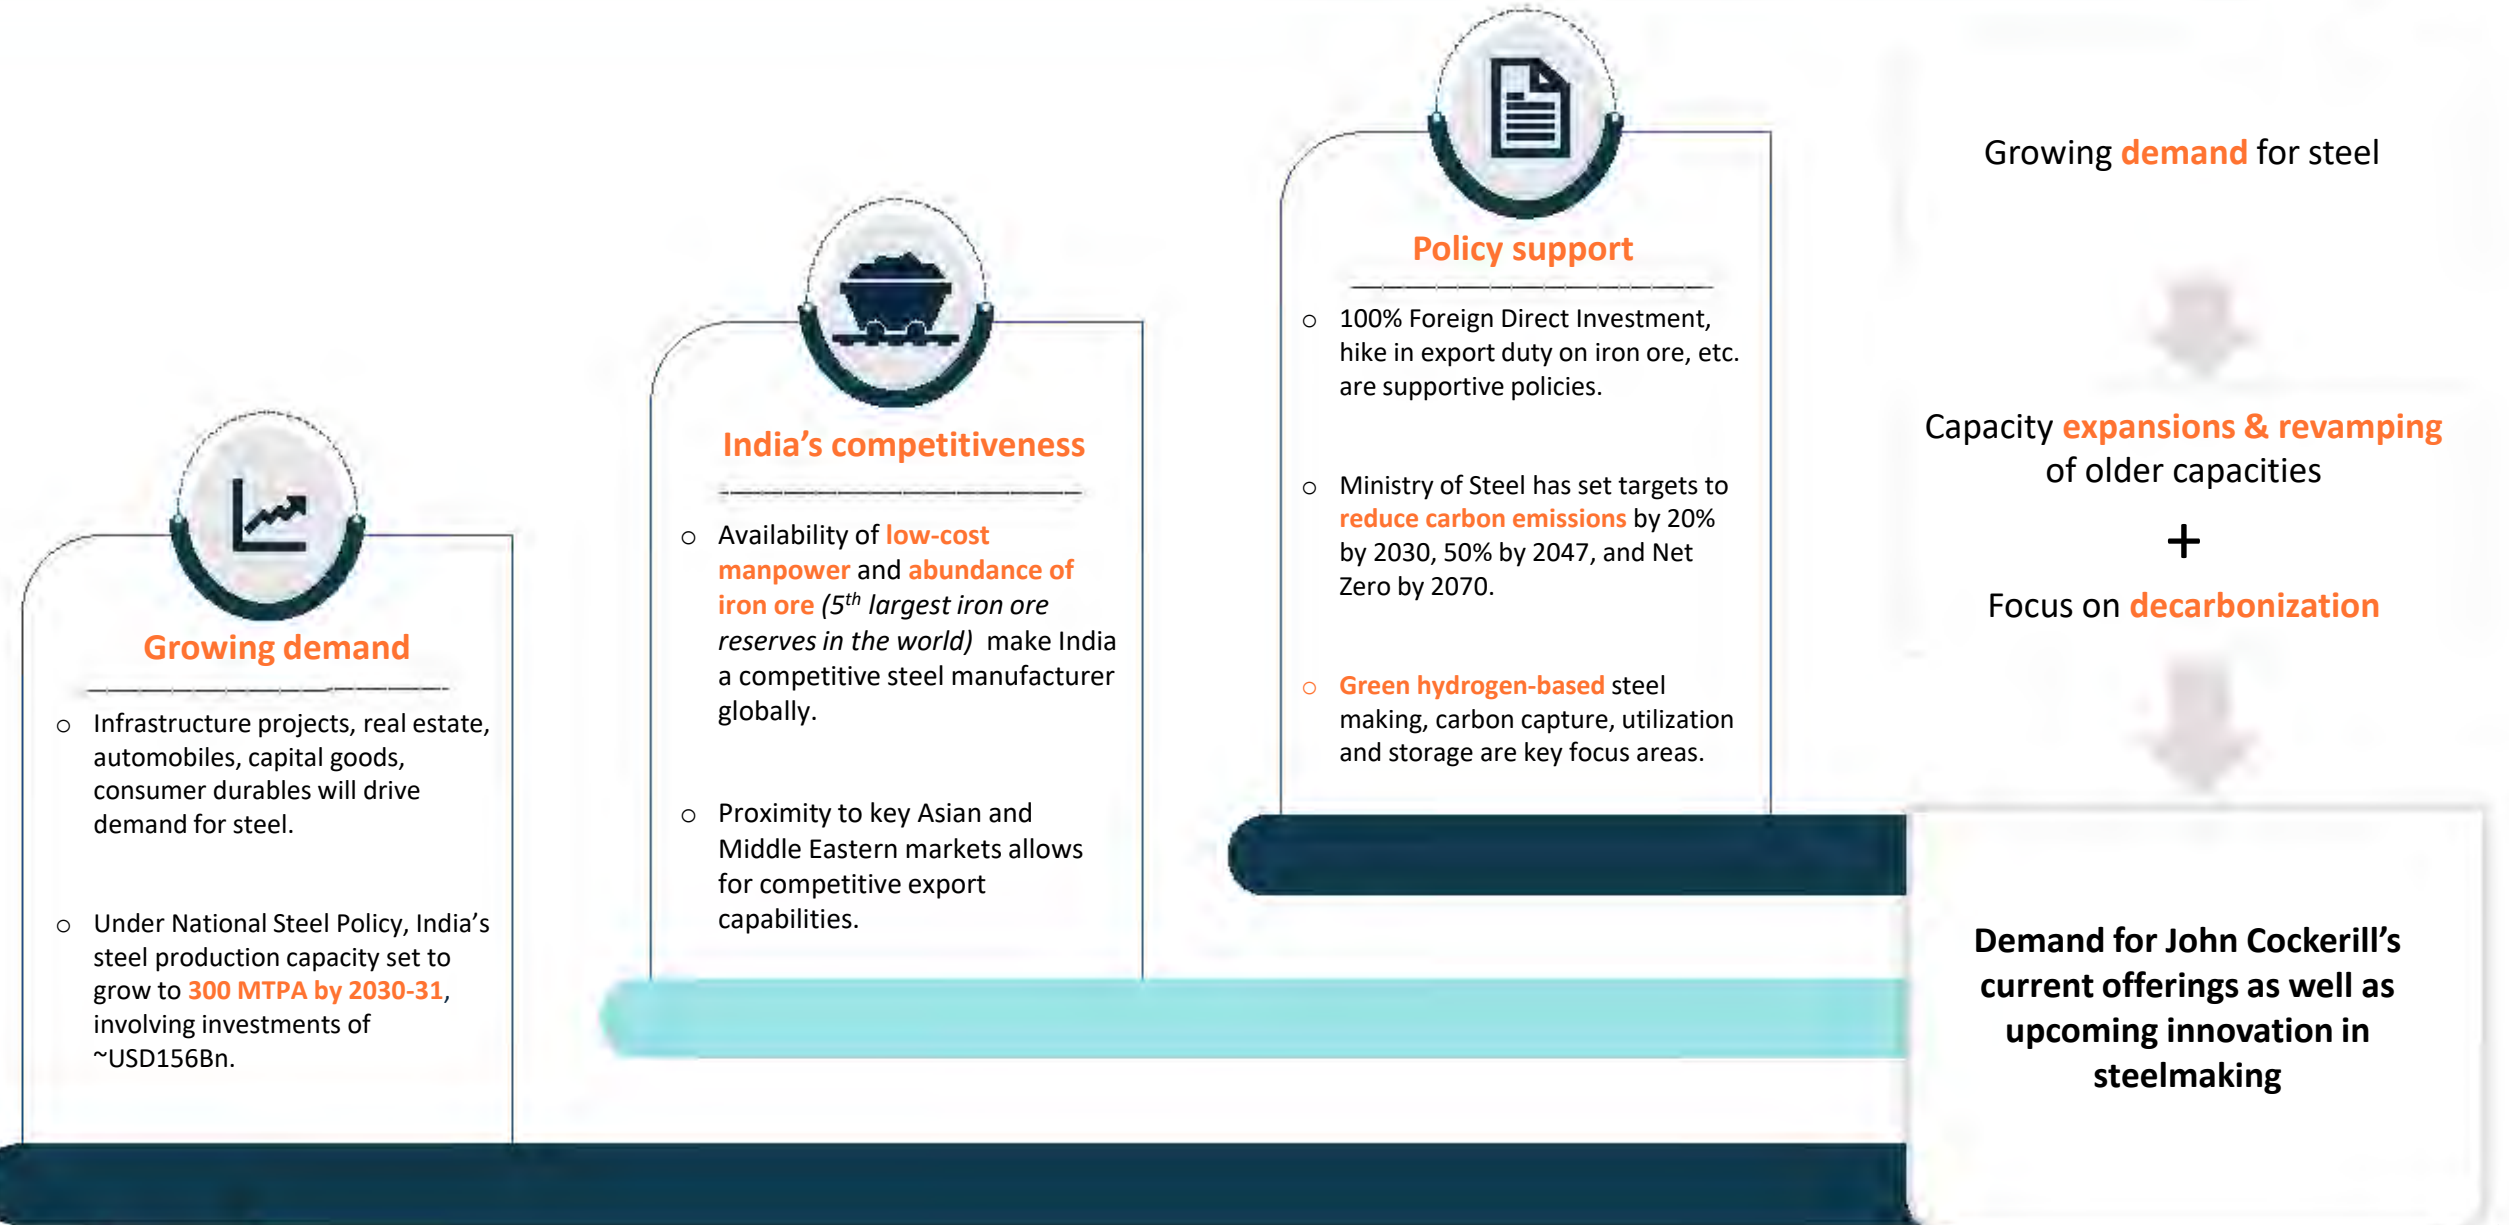 Growing demand
o Infrastructure projects, real estate,
automobiles, capital goods,
consumer durables will drive
demand for steel.
o Under National Steel Policy, India’s
steel production capacity set to
grow to 300 MTPA by 2030-31,
involving investments of
~USD156Bn.
India’s competitiveness
o Availability of low-cost
manpower and abundance of
iron ore (5th largest iron ore
reserves in the world) make India
a competitive steel manufacturer
globally.
o Proximity to key Asian and
Middle Eastern markets allows
for competitive export
capabilities.
Policy support
o 100% Foreign Direct Investment,
hike in export duty on iron ore, etc.
are supportive policies.
o Ministry of Steel has set targets to
reduce carbon emissions by 20%
by 2030, 50% by 2047, and Net
Zero by 2070.
o Green hydrogen-based steel
making, carbon capture, utilization
and storage are key focus areas.
Growing demand for steel
Capacity expansions & revamping
of older capacities
+
Focus on decarbonization
Demand for John Cockerill’s
current offerings as well as
upcoming innovation in
steelmaking